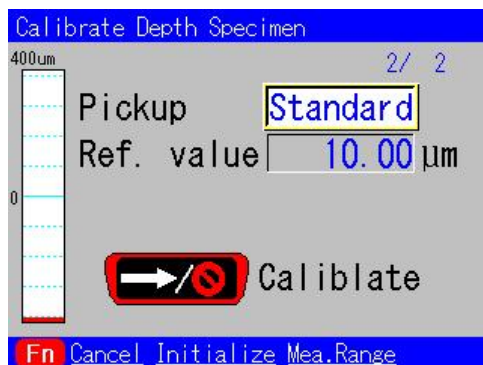 Calibrate Depth Specimen
400um
2/ 2
Pickup Standard
Ref. value 10.00 μm
0
Caliblate
Fn Cancel Initialize Mea.Range